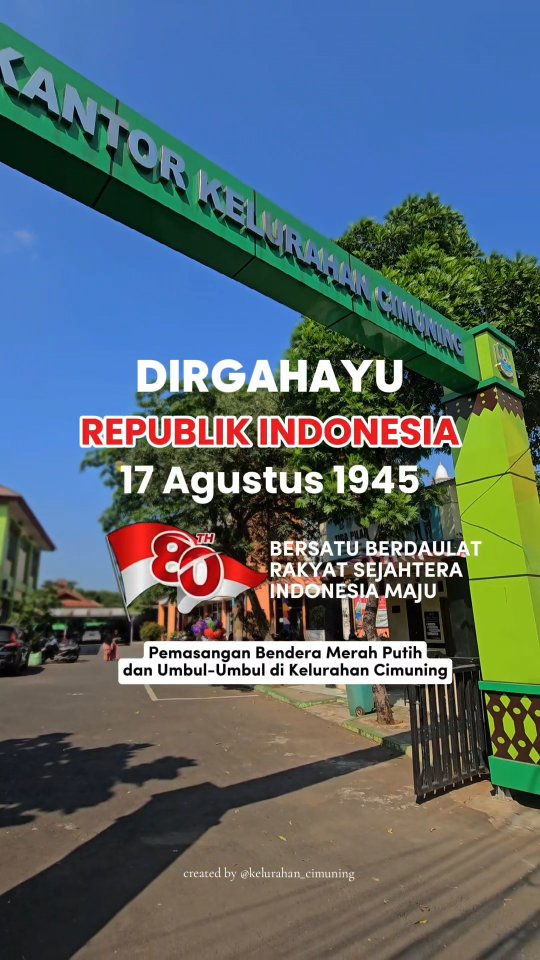 KANTOR KELURAHAN CIMUNING
DIRGAHAYU
REPUBLIK INDONESIA
17 Agustus 1945
80TH
BERSATU BERDAULAT
RAKYAT SEJAHTERA
INDONESIA MAJU
Pemasangan Bendera Merah Putih
dan Umbul-Umbul di Kelurahan Cimuning
created by @kelurahan_cimuning